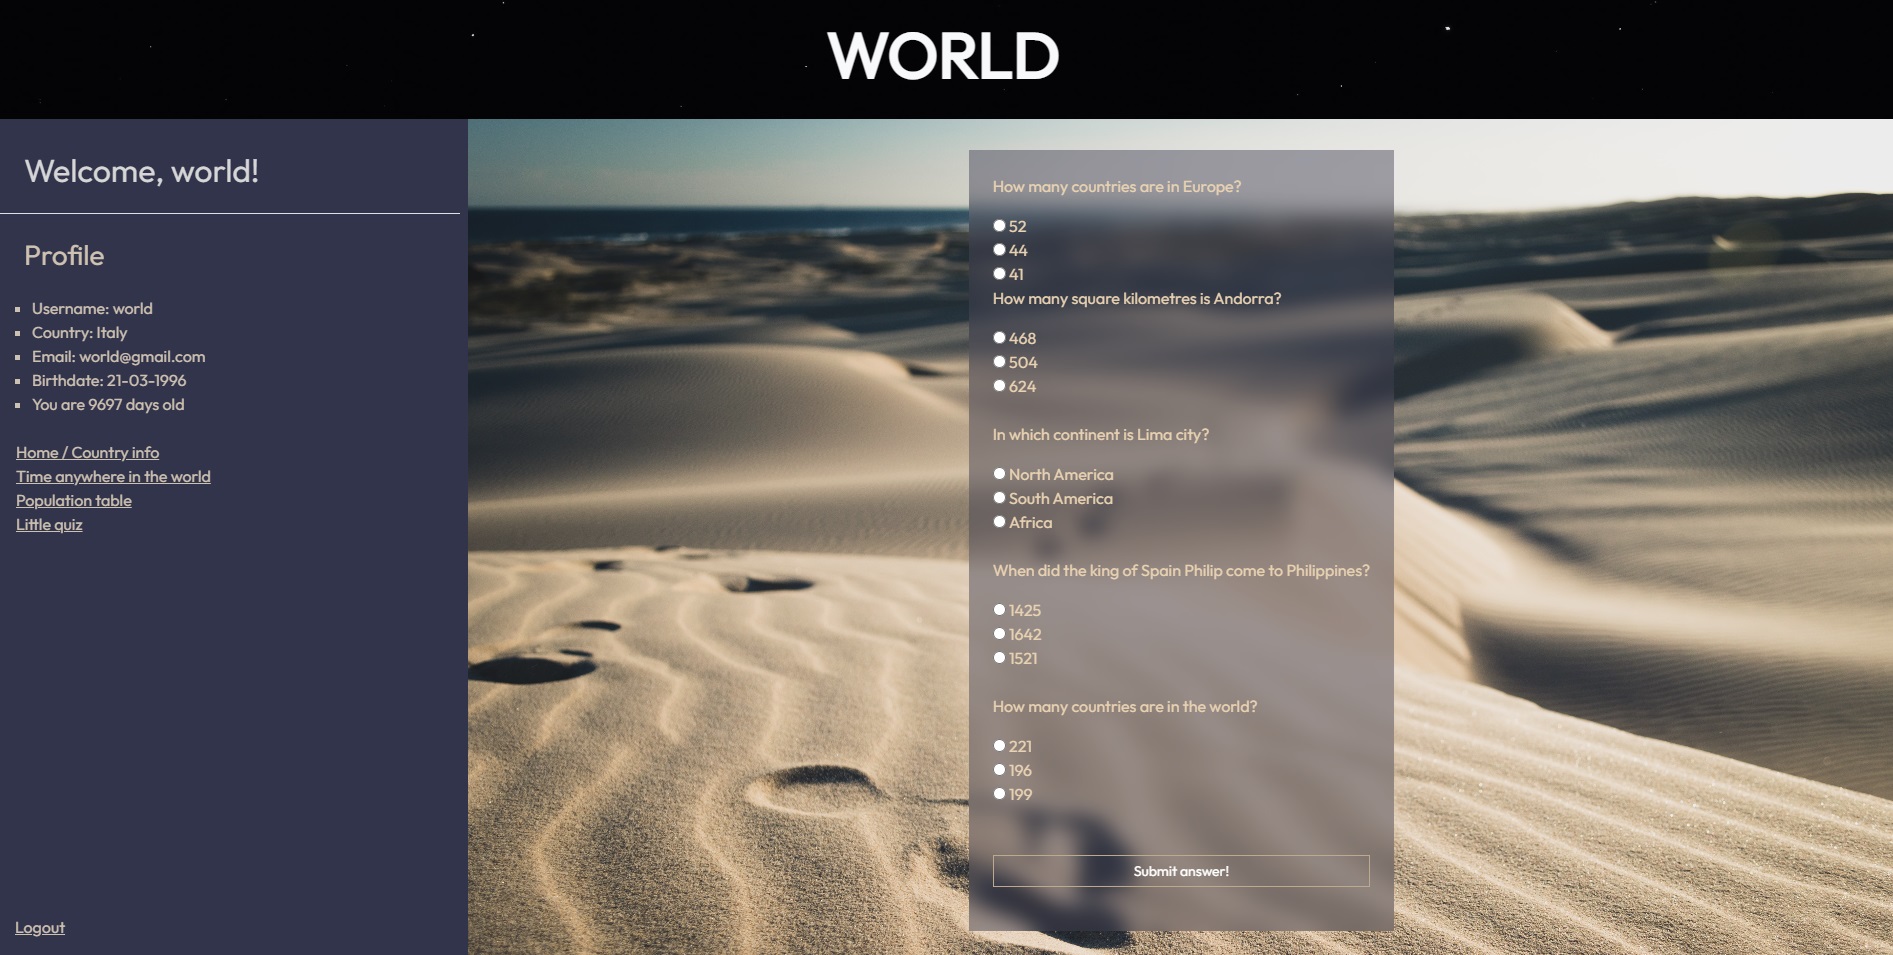 WORLD
Welcome, world!
Profile
Username: world
Country: Italy
Email: world@gmail.com
Birthdate: 21-03-1996
You are 9697 days old
Home / Country info
Time anywhere in the world
Population table
Little quiz
Logout
How many countries are in Europe?
52
44
41
How many square kilometres is Andorra?
468
504
624
In which continent is Lima city?
North America
South America
Africa
When did the king of Spain Philip come to Philippines?
1425
1642
1521
How many countries are in the world?
221
196
199
Submit answer!